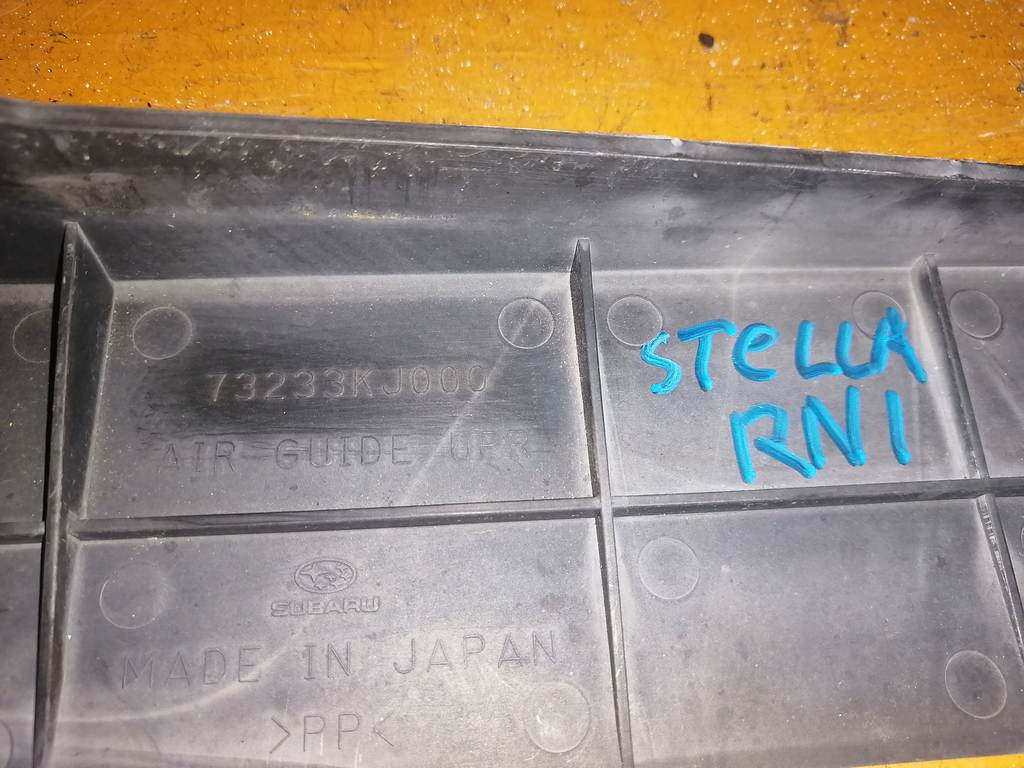 73233KJ000
AIR GUIDE UPR
STELLA
RN1
SUBARU
MADE IN JAPAN
>PP<